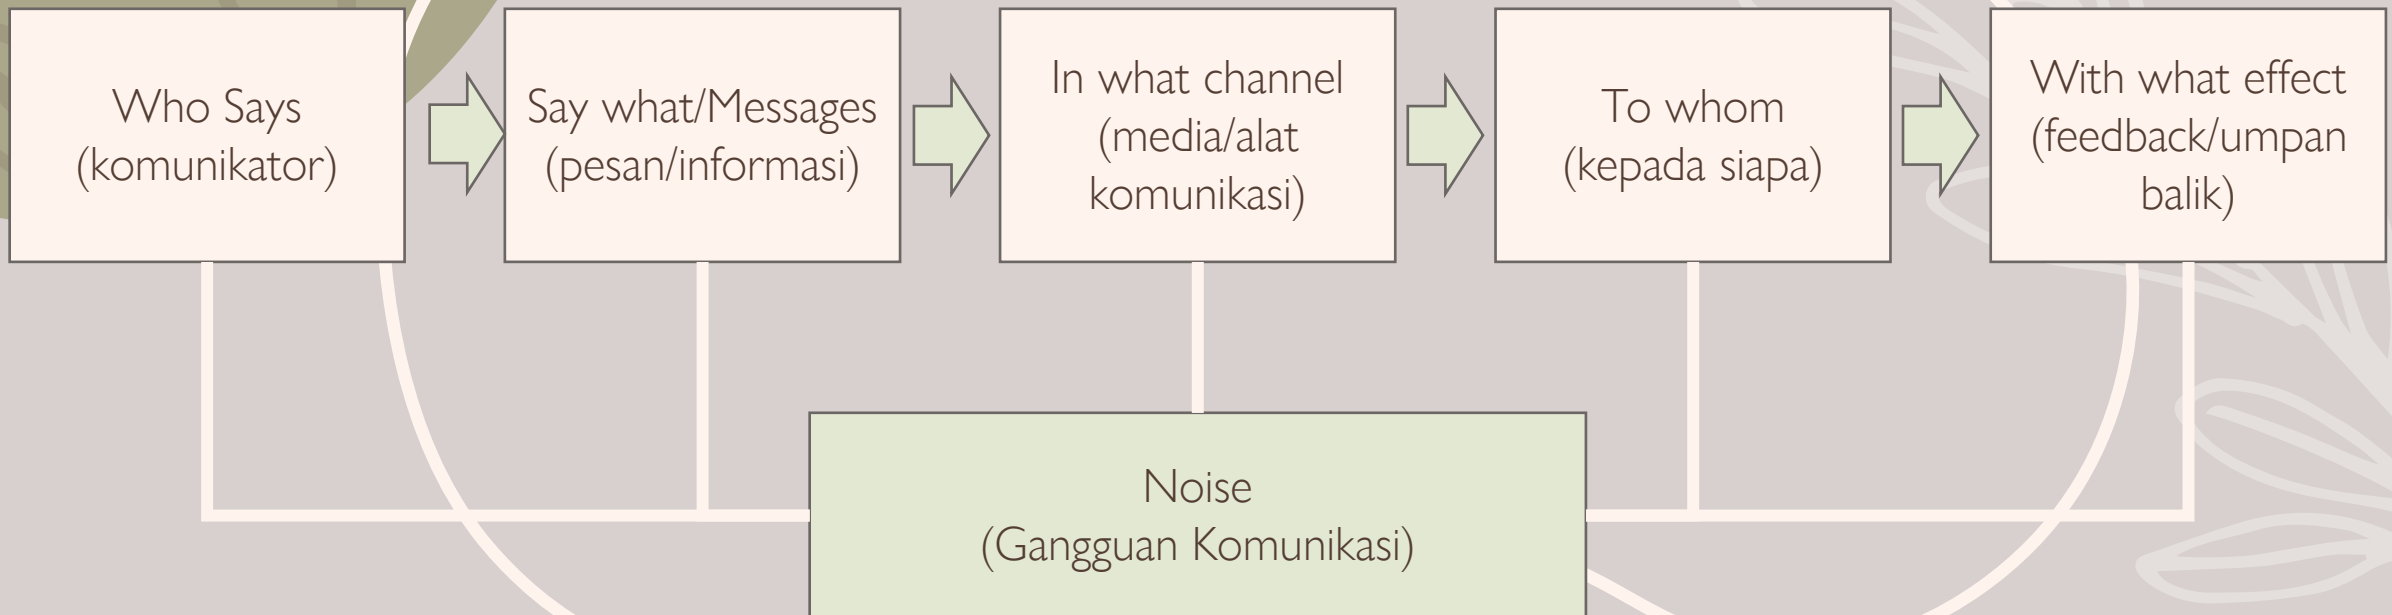 Who Says
(komunikator)
Say what/Messages
(pesan/informasi)
In what channel
(media/alat
komunikasi)
To whom
(kepada siapa)
With what effect
(feedback/umpan
balik)
Noise
(Gangguan Komunikasi)